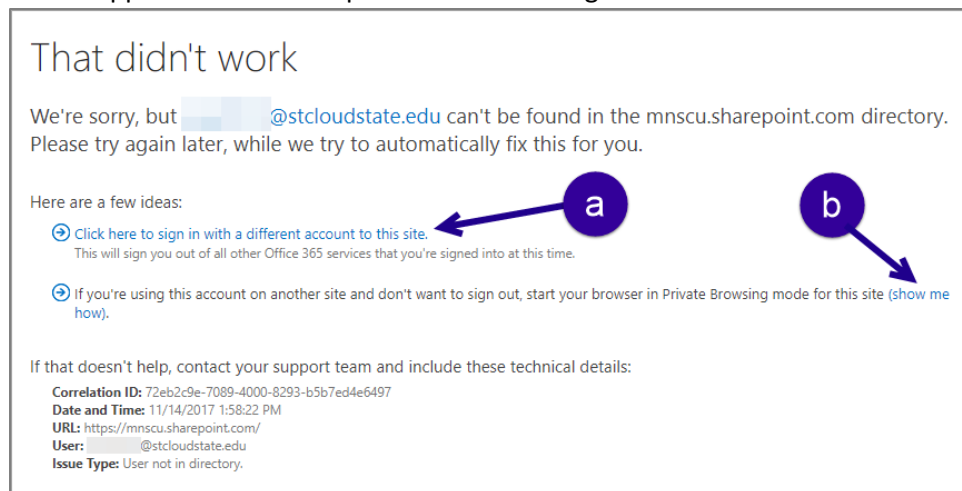 That didn't work
We're sorry, but @stcloudstate.edu can't be found in the mnscu.sharepoint.com directory.
Please try again later, while we try to automatically fix this for you.
Here are a few ideas:
a
b
Click here to sign in with a different account to this site.
This will sign you out of all other Office 365 services that you're signed into at this time.
If you're using this account on another site and don't want to sign out, start your browser in Private Browsing mode for this site (show me
how).
If that doesn't help, contact your support team and include these technical details:
Correlation ID: 72eb2c9e-7089-4000-8293-b5b7ed4e6497
Date and Time: 11/14/2017 1:58:22 PM
URL: https://mnscu.sharepoint.com/
User: @stcloudstate.edu
Issue Type: User not in directory.